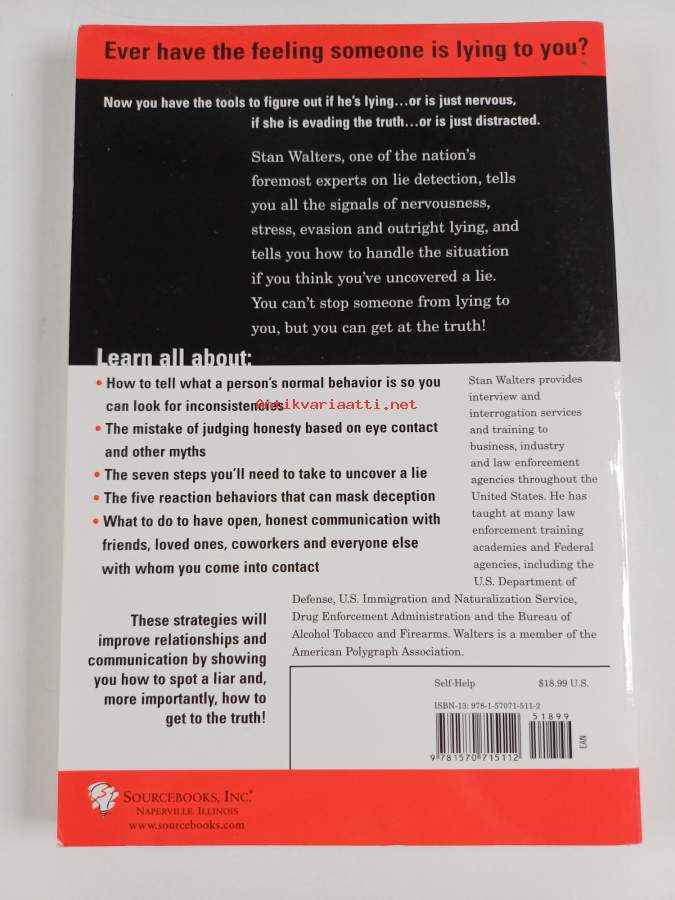 Ever have the feeling someone is lying to you?
Now you have the tools to figure out if he's lying...or is just nervous,
if she is evading the truth...or is just distracted.
Stan Walters, one of the nation's
foremost experts on lie detection, tells
you all the signals of nervousness,
stress, evasion and outright lying, and
tells you how to handle the situation
if you think you've uncovered a lie.
You can't stop someone from lying to
you, but you can get at the truth!
Learn all about:
• How to tell what a person's normal behavior is so you
can look for inconsistencies
Antikvariaatti.net
• The mistake of judging honesty based on eye contact
and other myths
• The seven steps you'll need to take to uncover a lie
• The five reaction behaviors that can mask deception
• What to do to have open, honest communication with
friends, loved ones, coworkers and everyone else
with whom you come into contact
Stan Walters provides
interview and
interrogation services
and training to
business, industry
and law enforcement
agencies throughout the
United States. He has
taught at many law
enforcement training
academies and Federal
agencies, including the
U.S. Department of
Defense, U.S. Immigration and Naturalization Service,
Drug Enforcement Administration and the Bureau of
Alcohol Tobacco and Firearms. Walters is a member of the
American Polygraph Association.
These strategies will
improve relationships and
communication by showing
you how to spot a liar and,
more importantly, how to
get to the truth!
Self-Help $18.99 U.S.
ISBN-13: 978-1-57071-511-2
51899
9 781570 715112
EAN
SOURCEBOOKS, INC.®
NAPERVILLE, ILLINOIS
www.sourcebooks.com